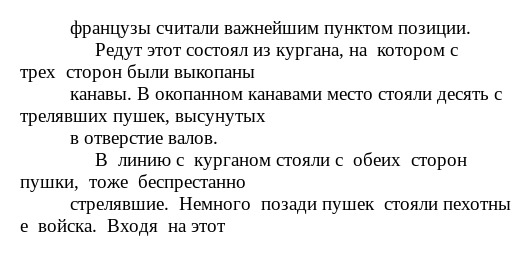 французы считали важнейшим пунктом позиции.
Редут этот состоял из кургана, на  котором с
трех  сторон были выкопаны
канавы. В окопанном канавами место стояли десять с
трелявших пушек, высунутых
в отверстие валов.
В  линию с  курганом стояли с  обеих  сторон
пушки,  тоже  беспрестанно
стрелявшие.  Немного  позади пушек  стояли пехотны
е  войска.  Входя  на этот